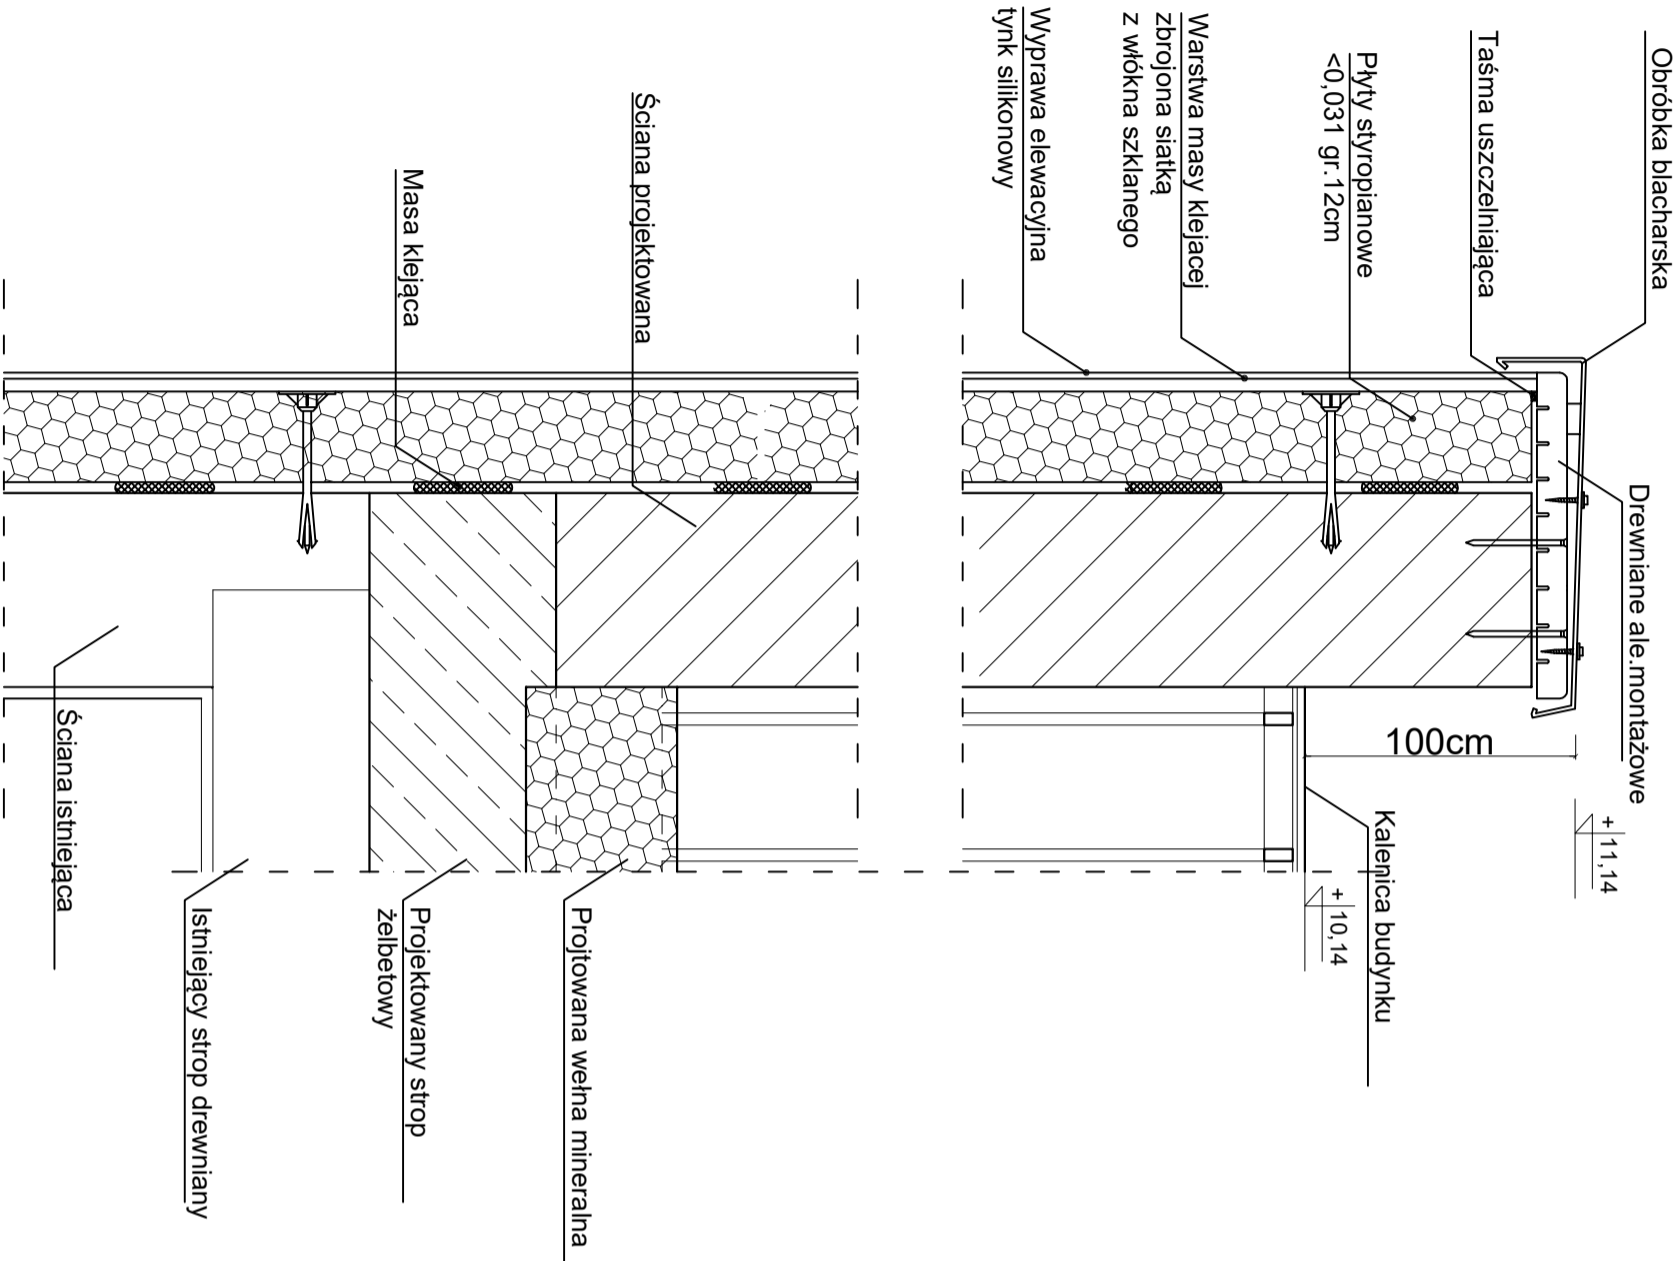 Obróbka blacharska
Taśma uszczelniająca
Płyty styropianowe
<0,031 gr.12cm
Warstwa masy klejacej
zbrojona siatką
z włókna szklanego
Wyprawa elewacyjna
tynk silikonowy
Ściana projektowana
Masa klejąca
Drewniane ale.montażowe
100cm
+11,14
Kalenica budynku
+10,14
Projtowana wełna mineralna
Projektowany strop
żelbetowy
Istniejący strop drewniany
Ściana istniejąca